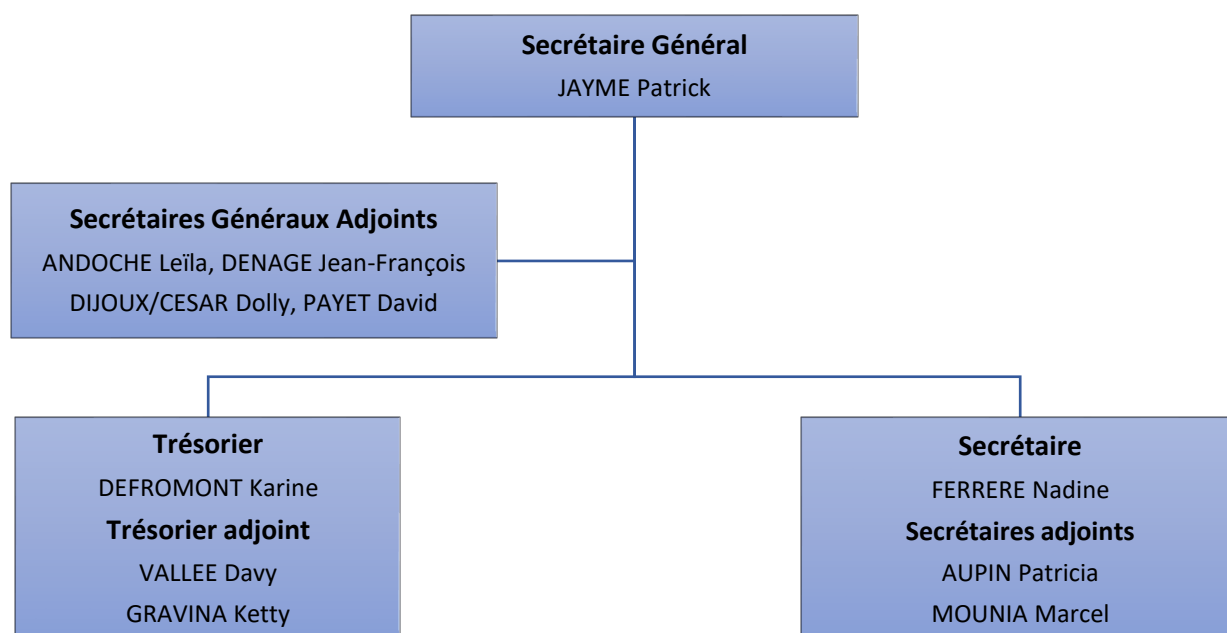 Secrétaire Général
JAYME Patrick
Secrétaires Généraux Adjoints
ANDOCHE Leïla, DENAGE Jean-François
DIJOUX/CESAR Dolly, PAYET David
Trésorier
DEFROMONT Karine
Trésorier adjoint
VALLEE Davy
GRAVINA Ketty
Secrétaire
FERRERE Nadine
Secrétaires adjoints
AUPIN Patricia
MOUNIA Marcel